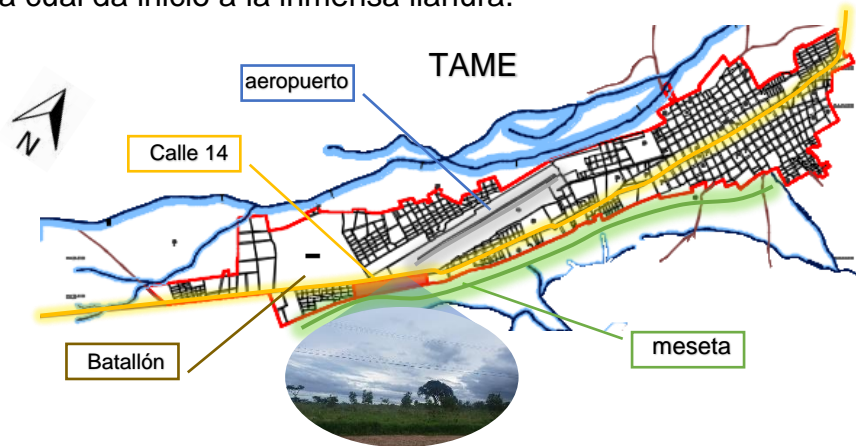 a cual da inicio a la inmensa llanura.
TAME
aeropuerto
N
Calle 14
Batallón
meseta